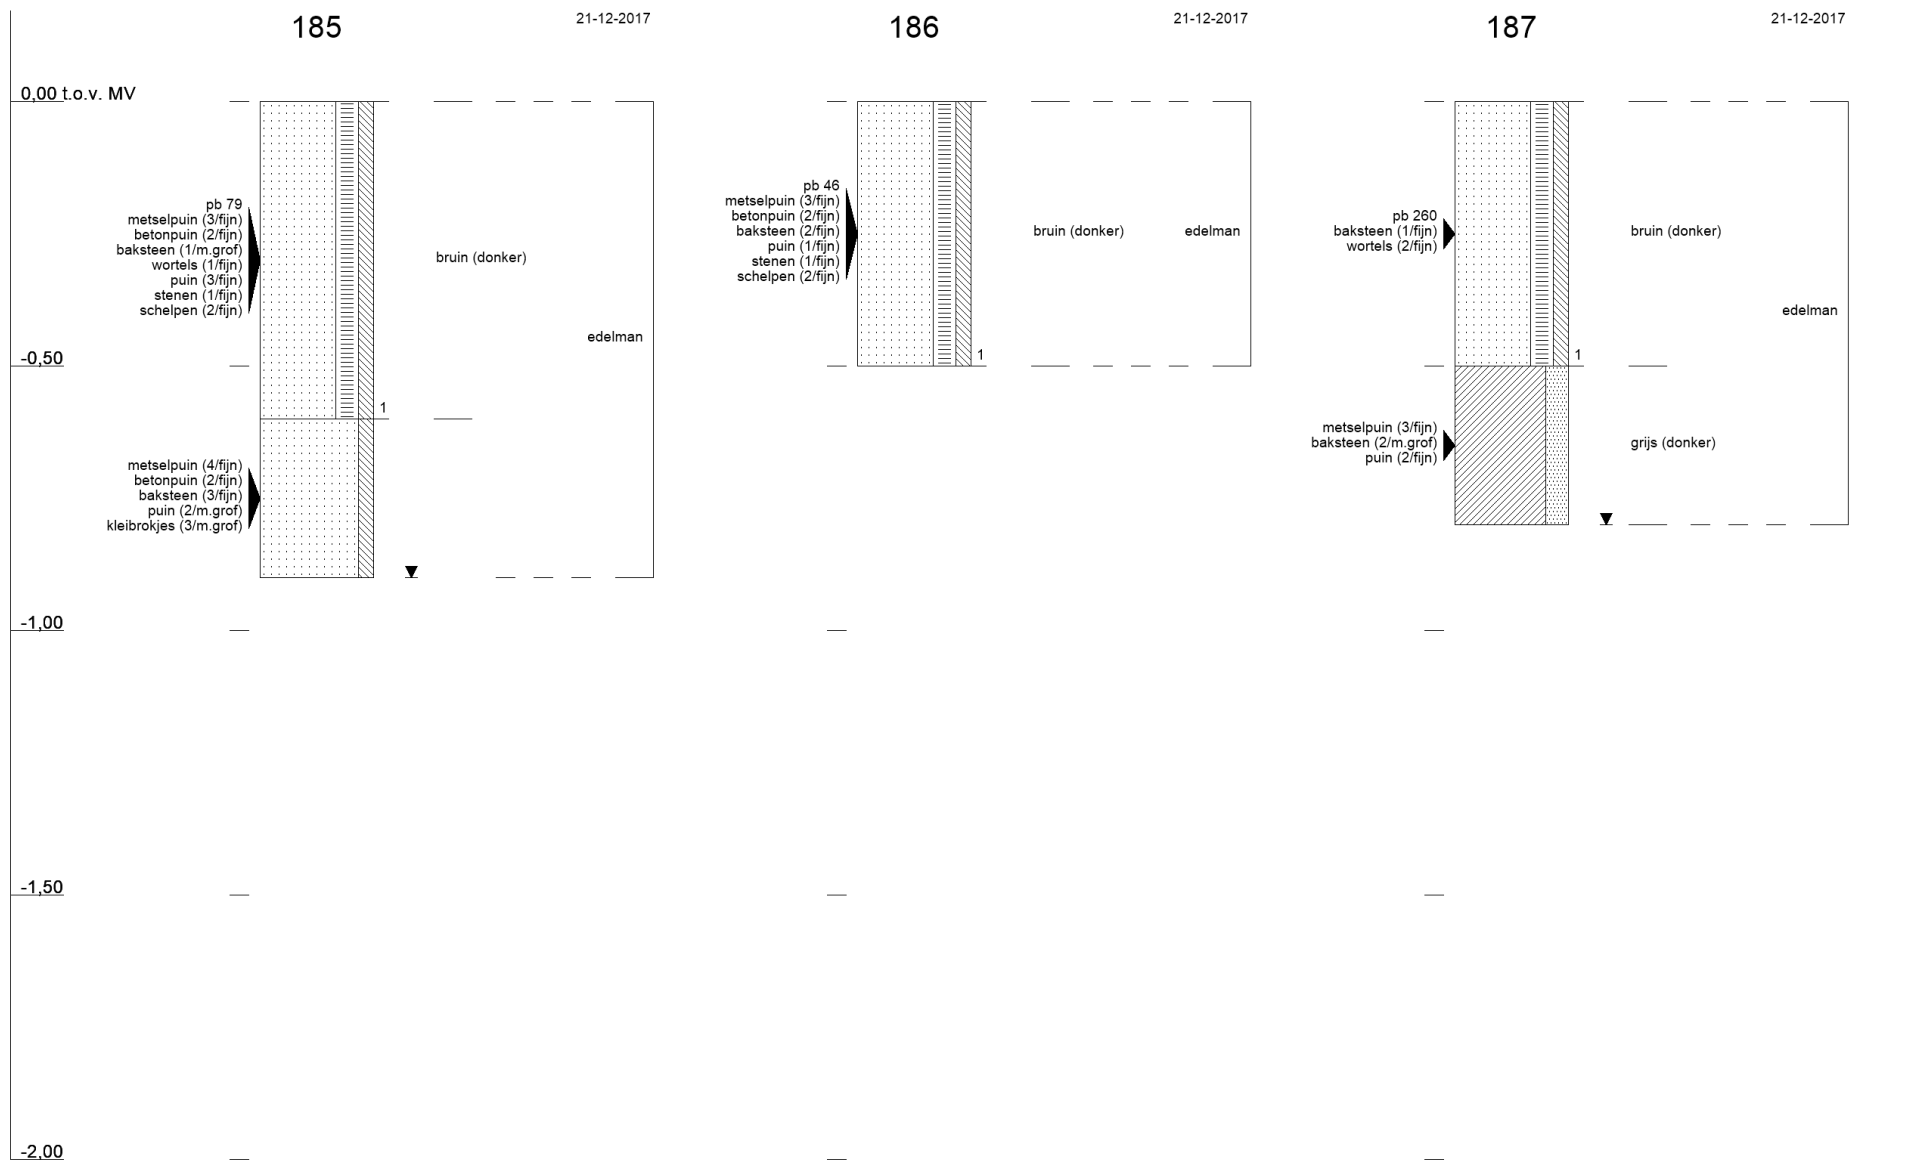 185
21-12-2017
186
21-12-2017
187
21-12-2017
0,00 t.o.v. MV
-0,50
-1,00
-1,50
-2,00
pb 79
metselpuin (3/fijn)
betonpuin (2/fijn)
baksteen (1/m.grof)
wortels (1/fijn)
puin (3/fijn)
stenen (1/fijn)
schelpen (2/fijn)
bruin (donker)
edelman
1
metselpuin (4/fijn)
betonpuin (2/fijn)
baksteen (3/fijn)
puin (2/m.grof)
kleibrokjes (3/m.grof)
pb 46
metselpuin (3/fijn)
betonpuin (2/fijn)
baksteen (2/fijn)
puin (1/fijn)
stenen (1/fijn)
schelpen (2/fijn)
bruin (donker)
edelman
1
pb 260
baksteen (1/fijn)
wortels (2/fijn)
bruin (donker)
edelman
1
metselpuin (3/fijn)
baksteen (2/m.grof)
puin (2/fijn)
grijs (donker)